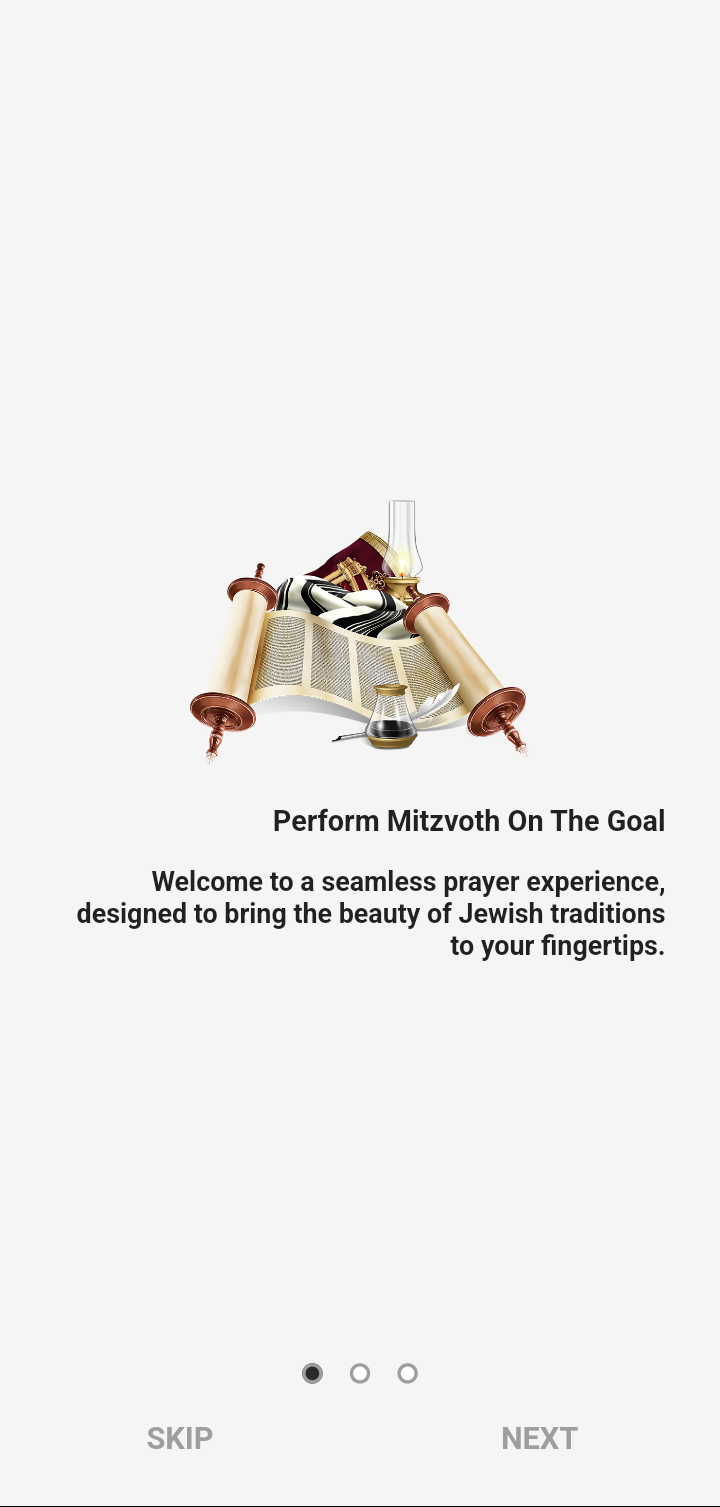 Perform Mitzvoth On The Goal
Welcome to a seamless prayer experience,
designed to bring the beauty of Jewish traditions
to your fingertips.
SKIP
NEXT